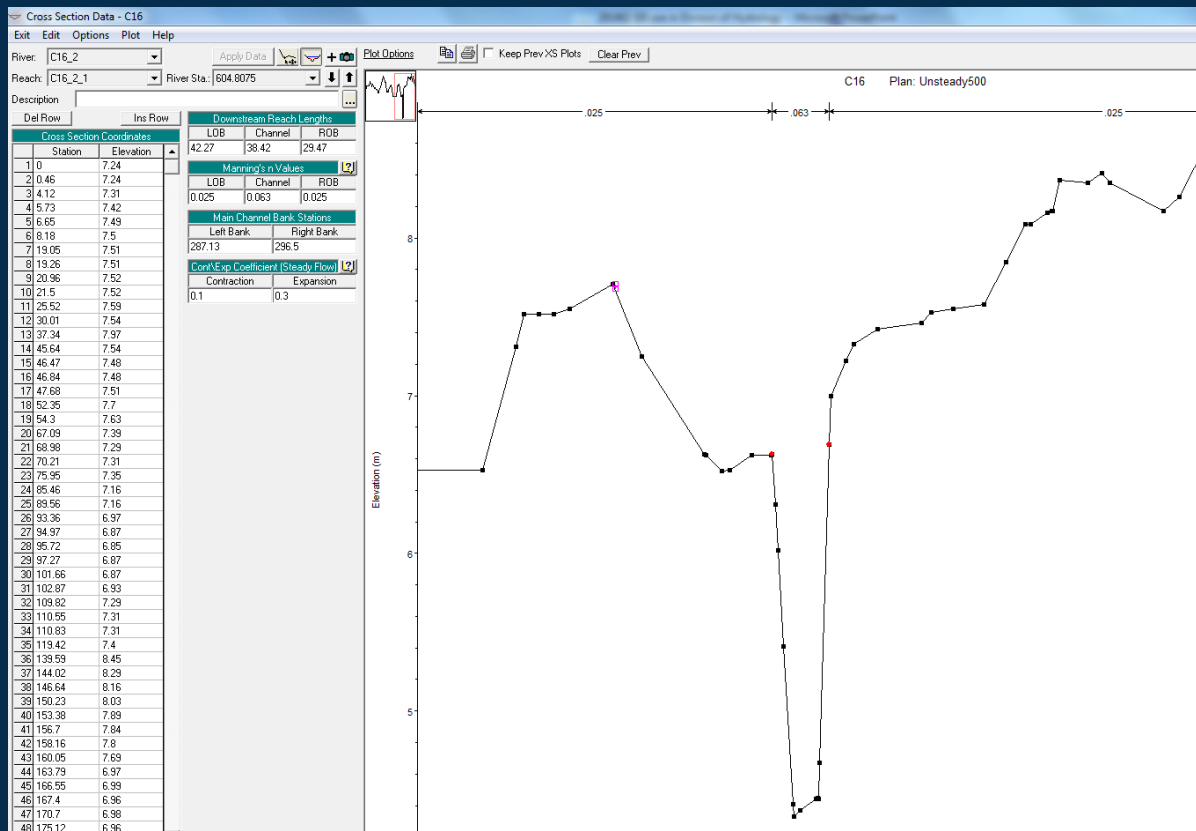 Cross Section Data - C16
Exit Edit Options Plot Help
River: C16_2 Apply Data Plot Options Keep Prev XS Plots Clear Prev
Reach: C16_2_1 River Sta.: 604.8075
Description ...
Del Row Ins Row
Cross Section Coordinates
Station Elevation
1 0 7.24
2 0.46 7.24
3 4.12 7.31
4 5.73 7.42
5 6.65 7.49
6 8.18 7.5
7 19.05 7.51
8 19.26 7.51
9 20.96 7.52
10 21.5 7.52
11 25.52 7.59
12 30.01 7.54
13 37.34 7.97
14 45.64 7.54
15 46.47 7.48
16 46.84 7.48
17 47.68 7.51
18 52.35 7.7
19 54.3 7.63
20 67.09 7.39
21 68.98 7.29
22 70.21 7.31
23 75.95 7.35
24 85.46 7.16
25 89.56 7.16
26 93.36 6.97
27 94.97 6.87
28 95.72 6.85
29 97.27 6.87
30 101.66 6.87
31 102.87 6.93
32 109.82 7.29
33 110.55 7.31
34 110.83 7.31
35 119.42 7.4
36 139.59 8.45
37 144.02 8.29
38 146.64 8.16
39 150.23 8.03
40 153.38 7.89
41 156.7 7.84
42 158.16 7.8
43 160.05 7.69
44 163.79 6.97
45 166.55 6.99
46 167.4 6.96
47 170.7 6.98
48 175.12 6.96
Downstream Reach Lengths
LOB Channel ROB
42.27 38.42 29.47
Manning's n Values
LOB Channel ROB
0.025 0.063 0.025
Main Channel Bank Stations
Left Bank Right Bank
287.13 296.5
Cont\Exp Coefficient (Steady Flow)
Contraction Expansion
0.1 0.3
C16 Plan: Unsteady500
.025 .063 .025
8
7
6
5
Elevation (m)